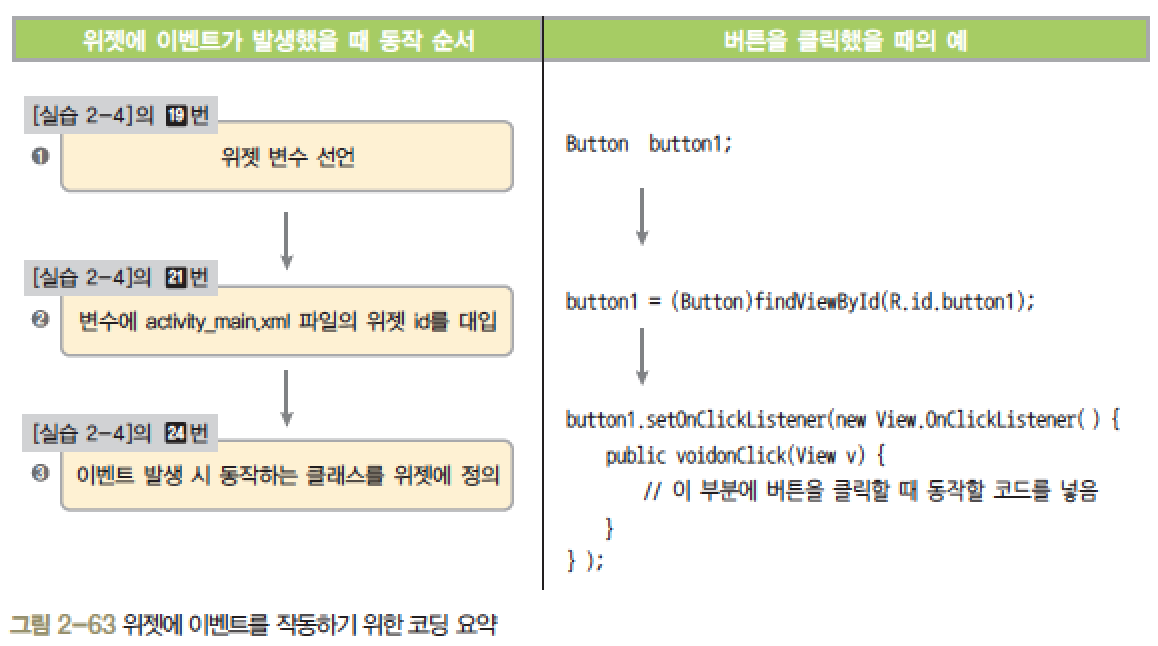 위젯에 이벤트가 발생했을 때 동작 순서
버튼을 클릭했을 때의 예
[실습 2-4]의 19번
❶ 위젯 변수 선언
Button button1;
[실습 2-4]의 21번
❷ 변수에 activity_main.xml 파일의 위젯 id를 대입
button1 = (Button)findViewById(R.id.button1);
[실습 2-4]의 24번
❸ 이벤트 발생 시 동작하는 클래스를 위젯에 정의
button1.setOnClickListener(new View.OnClickListener( ) {
public voidonClick(View v) {
// 이 부분에 버튼을 클릭할 때 동작할 코드를 넣음
}
} );
그림 2-63 위젯에 이벤트를 작동하기 위한 코딩 요약